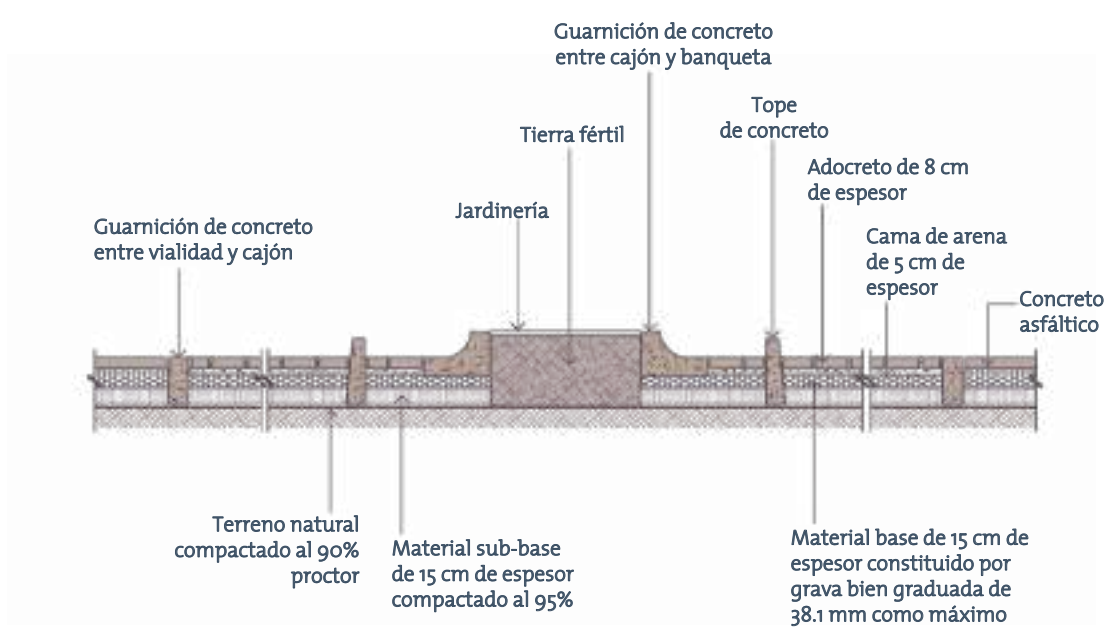 Guarnición de concreto
entre cajón y banqueta
Tope
de concreto
Tierra fértil
Adocreto de 8 cm
de espesor
Jardinería
Guarnición de concreto
entre vialidad y cajón
Cama de arena
de 5 cm de
espesor
Concreto
asfáltico
Terreno natural
compactado al 90%
proctor
Material sub-base
de 15 cm de espesor
compactado al 95%
Material base de 15 cm de
espesor constituido por
grava bien graduada de
38.1 mm como máximo